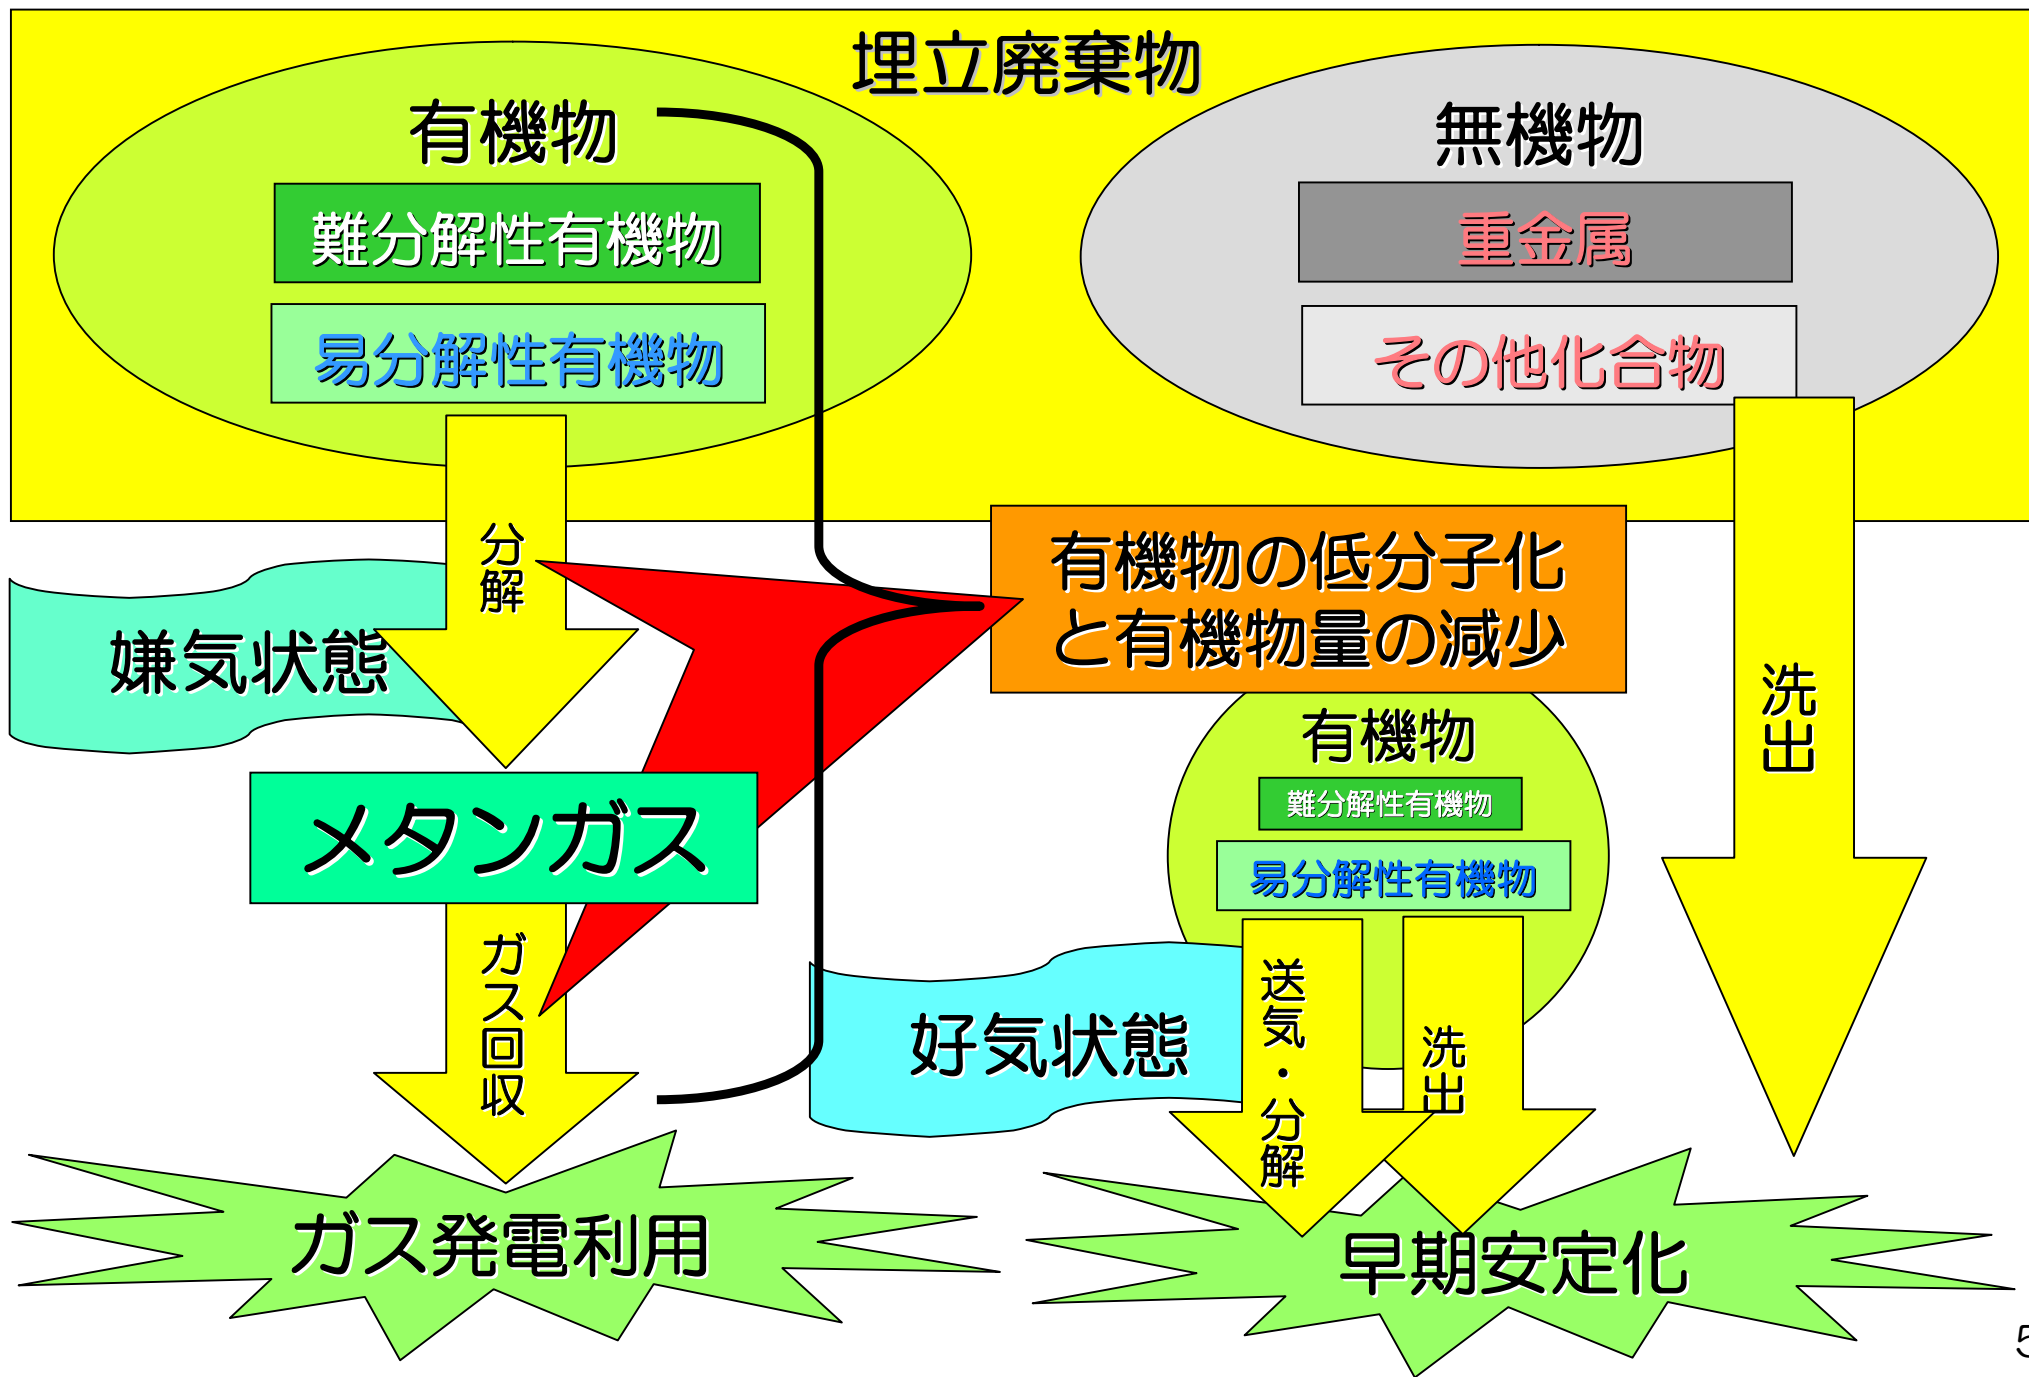 埋立廃棄物
有機物
難分解性有機物
易分解性有機物
無機物
重金属
その他化合物
分解
嫌気状態
メタンガス
ガス回収
ガス発電利用
有機物の低分子化
と有機物量の減少
有機物
難分解性有機物
易分解性有機物
好気状態
送気・分解
洗出
洗出
早期安定化
5